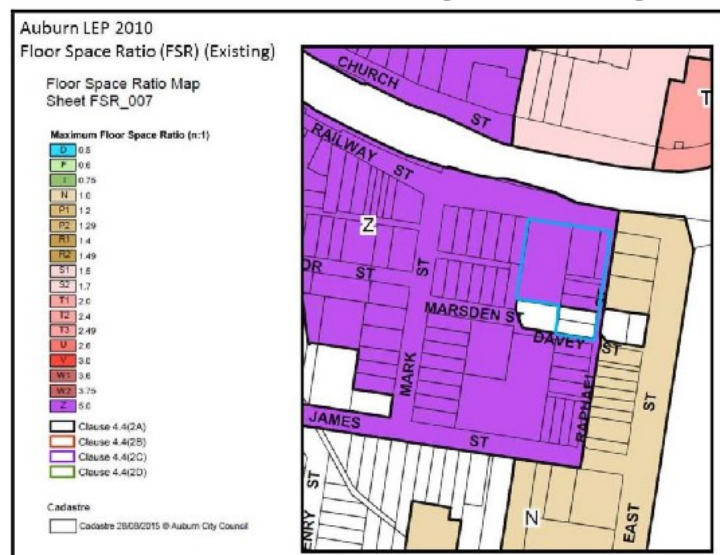 Auburn LEP 2010
Floor Space Ratio (FSR) (Existing)
Floor Space Ratio Map
Sheet FSR_007
Maximum Floor Space Ratio (n:1)
D 0.5
F 0.6
I 0.75
N 1.0
P1 1.2
P2 1.29
R1 1.4
R2 1.49
S1 1.5
S2 1.7
T1 2.0
T2 2.4
T3 2.49
U 2.6
V 3.0
W1 3.6
W2 3.75
Z 5.0
Clause 4.4(2A)
Clause 4.4(2B)
Clause 4.4(2C)
Clause 4.4(2D)
Cadastre
Cadastre 28/08/2015 © Auburn City Council
CHURCH ST
T
RAILWAY ST
Z
OR ST
ST
MARSDEN ST
DAVEY ST
MARK
RAPHAEL
ST
JAMES ST
ENRY ST
N
EAST